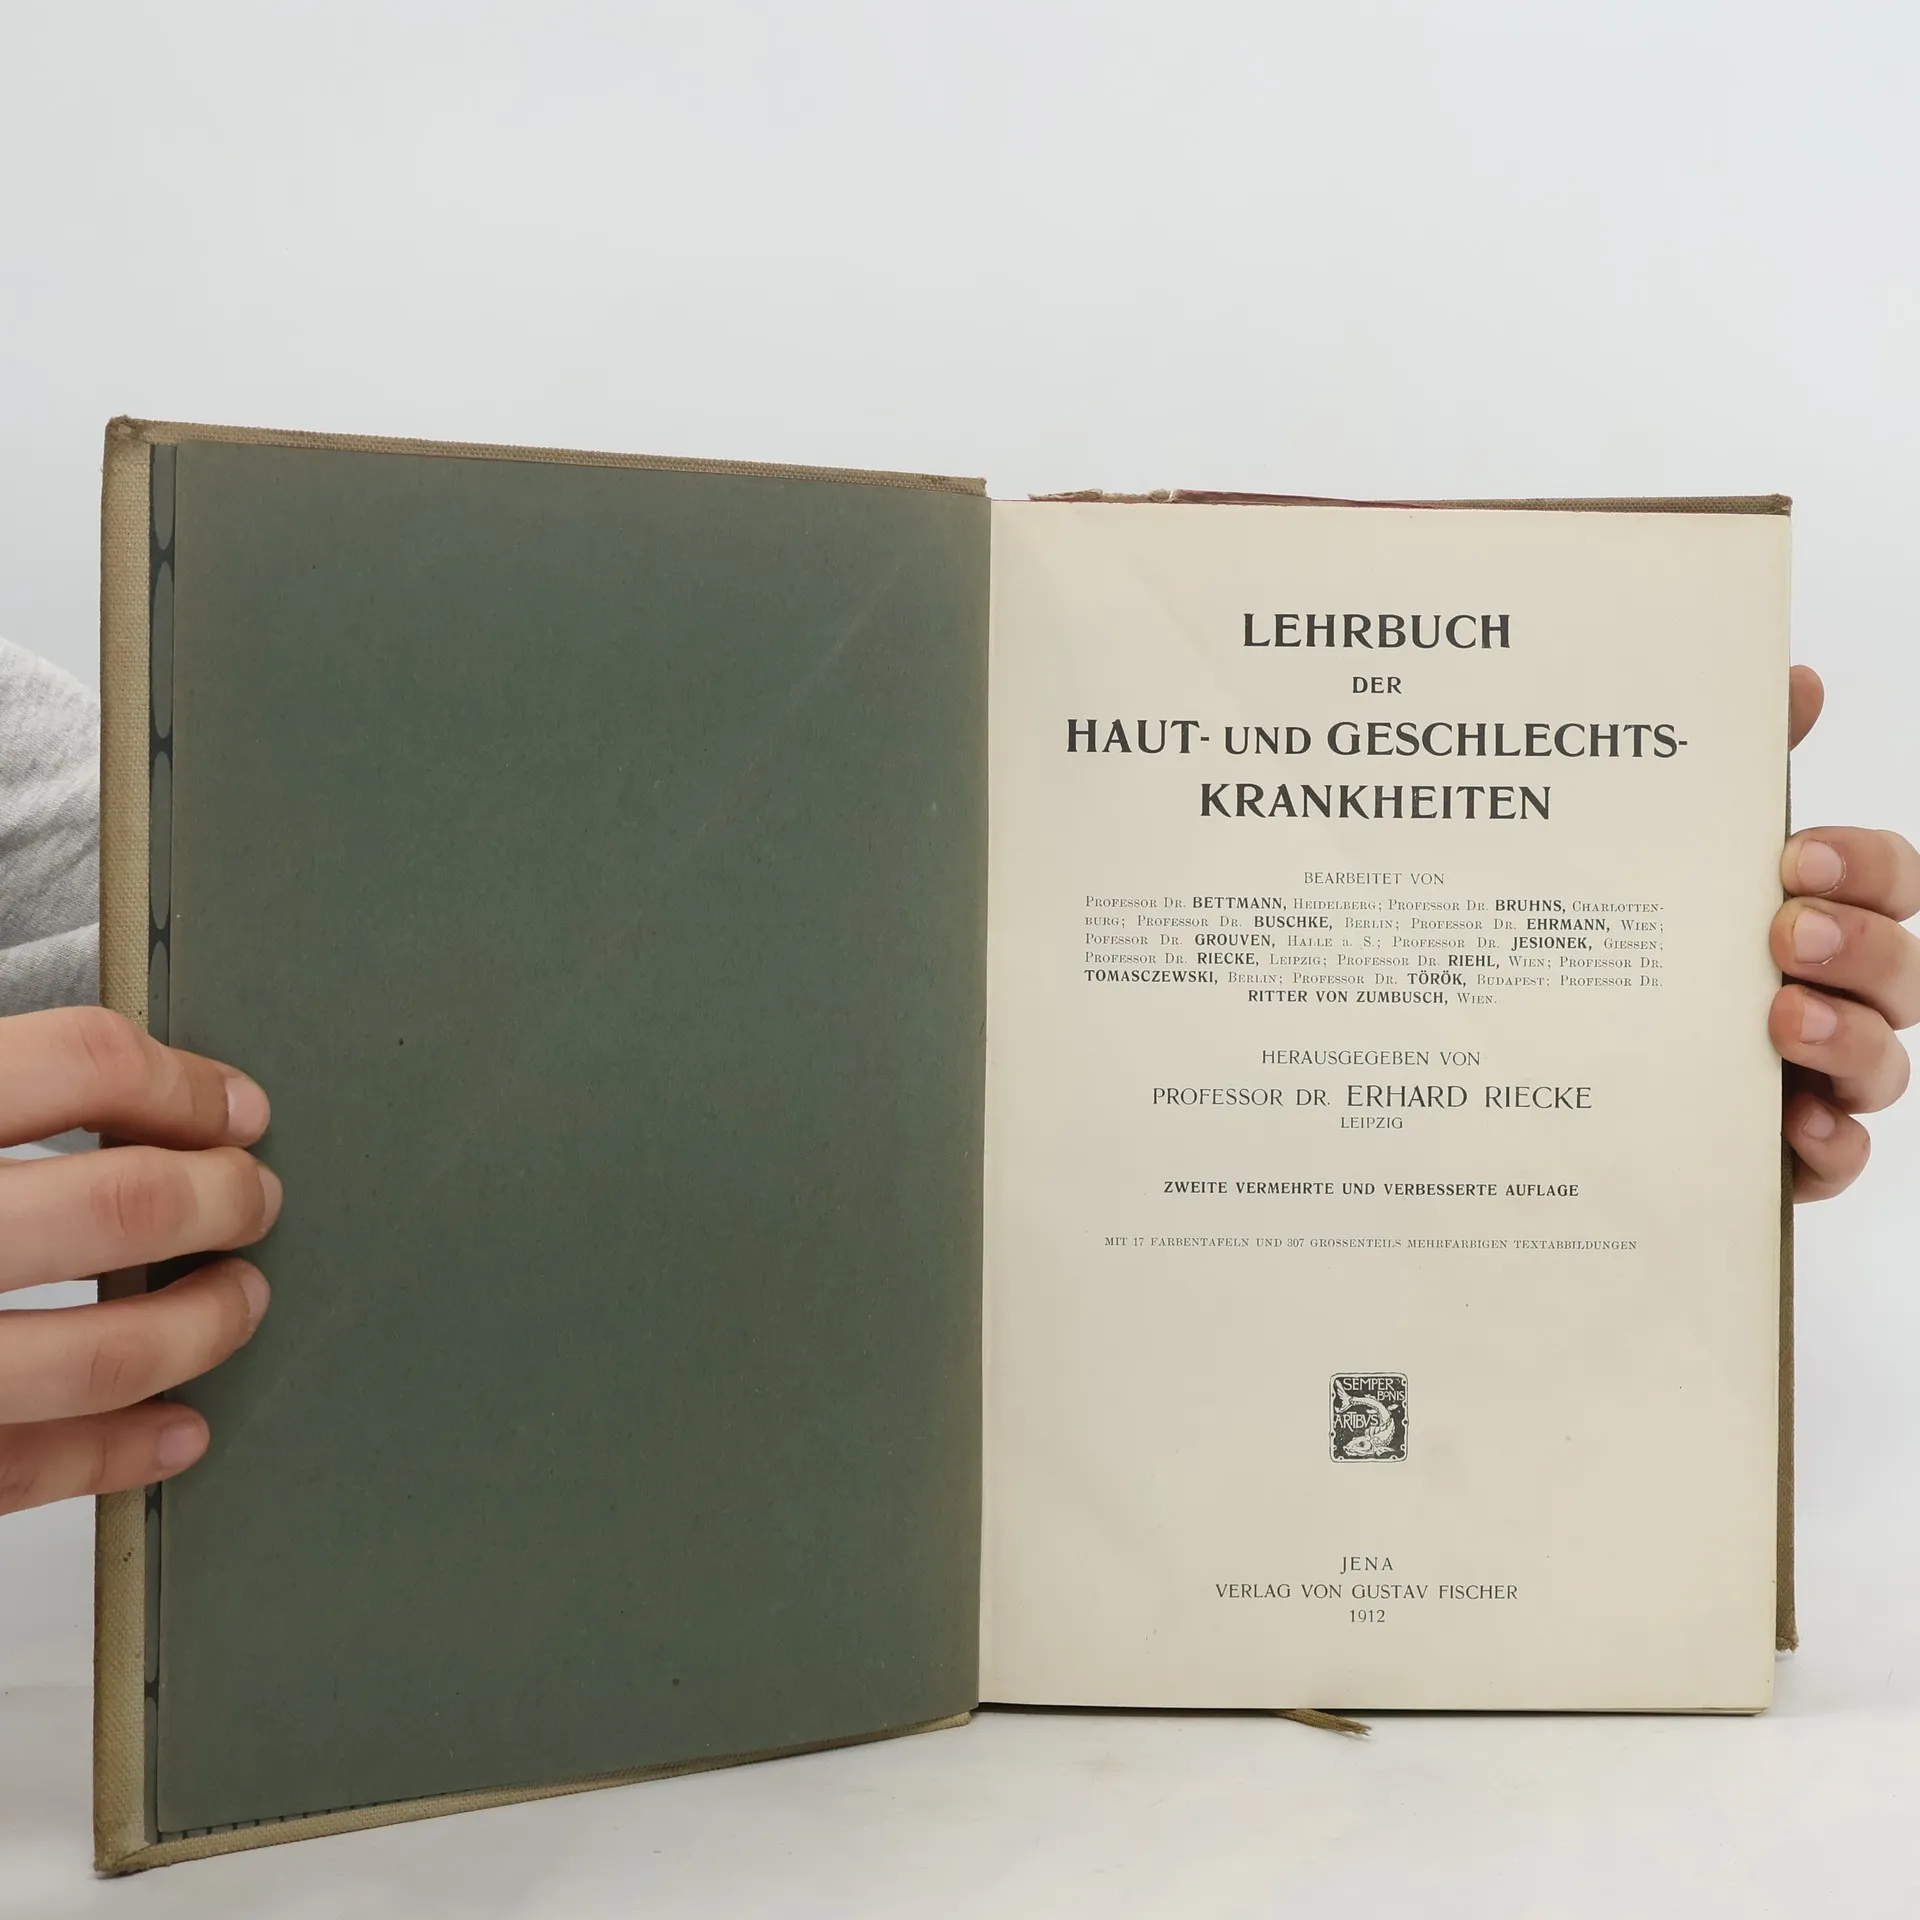 LEHRBUCH
DER
HAUT- UND GESCHLECHTS-
KRANKHEITEN
BEARBEITET VON
PROFESSOR DR. BETTMANN, HEIDELBERG; PROFESSOR DR. BRUHNS, CHARLOTTEN-
BURG; PROFESSOR DR. BUSCHKE, BERLIN; PROFESSOR DR. EHRMANN, WIEN;
POFESSOR DR. GROUVEN, HALLE a. S.; PROFESSOR DR. JESIONEK, GIESSEN;
PROFESSOR DR. RIECKE, LEIPZIG; PROFESSOR DR. RIEHL, WIEN; PROFESSOR DR.
TOMASCZEWSKI, BERLIN; PROFESSOR DR. TÖRÖK, BUDAPEST; PROFESSOR DR.
RITTER VON ZUMBUSCH, WIEN.
HERAUSGEGEBEN VON
PROFESSOR DR. ERHARD RIECKE
LEIPZIG
ZWEITE VERMEHRTE UND VERBESSERTE AUFLAGE
MIT 17 FARBENTAFELN UND 307 GROSSENTEILS MEHRFARBIGEN TEXTABBILDUNGEN
SEMPER
BONIS
ARTIBVS
JENA
VERLAG VON GUSTAV FISCHER
1912